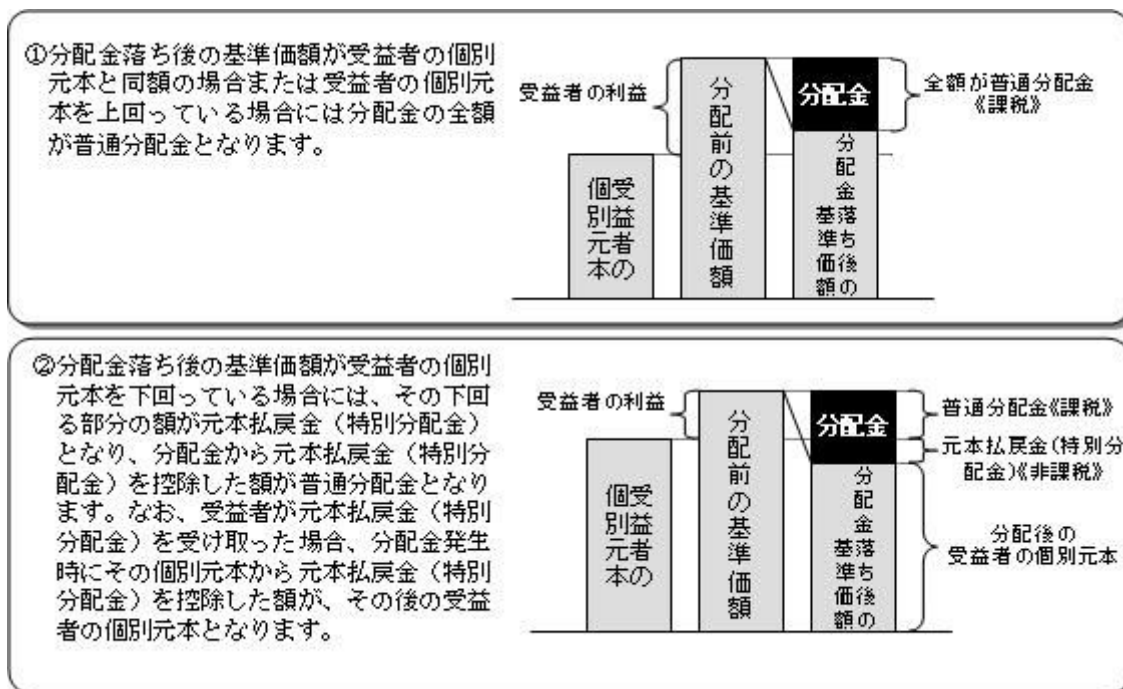 ①分配金落ち後の基準価額が受益者の個別
元本と同額の場合または受益者の個別元
本を上回っている場合には分配金の全額
が普通分配金となります。
受益者の利益
受益者の
個別元本
分配前の基準価額
分配金
分配金落ち後の
基準価額
全額が普通分配金
《課税》
②分配金落ち後の基準価額が受益者の個別
元本を下回っている場合には、その下回
る部分の額が元本払戻金（特別分配金）
となり、分配金から元本払戻金（特別分
配金）を控除した額が普通分配金となり
ます。なお、受益者が元本払戻金（特別
分配金）を受け取った場合、分配金発生
時にその個別元本から元本払戻金（特別
分配金）を控除した額が、その後の受益
者の個別元本となります。
受益者の利益
受益者の
個別元本
分配前の基準価額
分配金
分配金落ち後の
基準価額
普通分配金《課税》
元本払戻金(特別分
配金)《非課税》
分配後の
受益者の個別元本